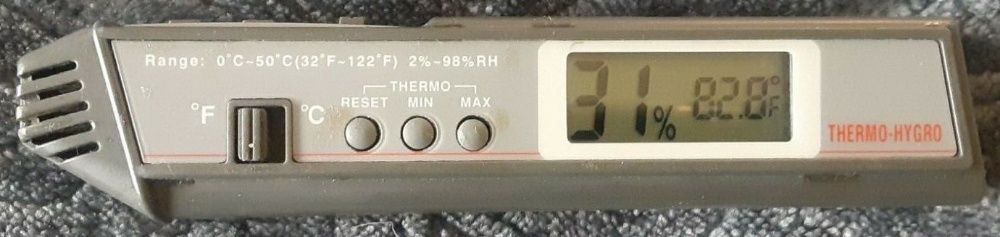 Range: 0°C~50°C(32°F~122°F) 2%~98%RH
THERMO
RESET MIN MAX
°F °C
31% 82.8°F
THERMO-HYGRO